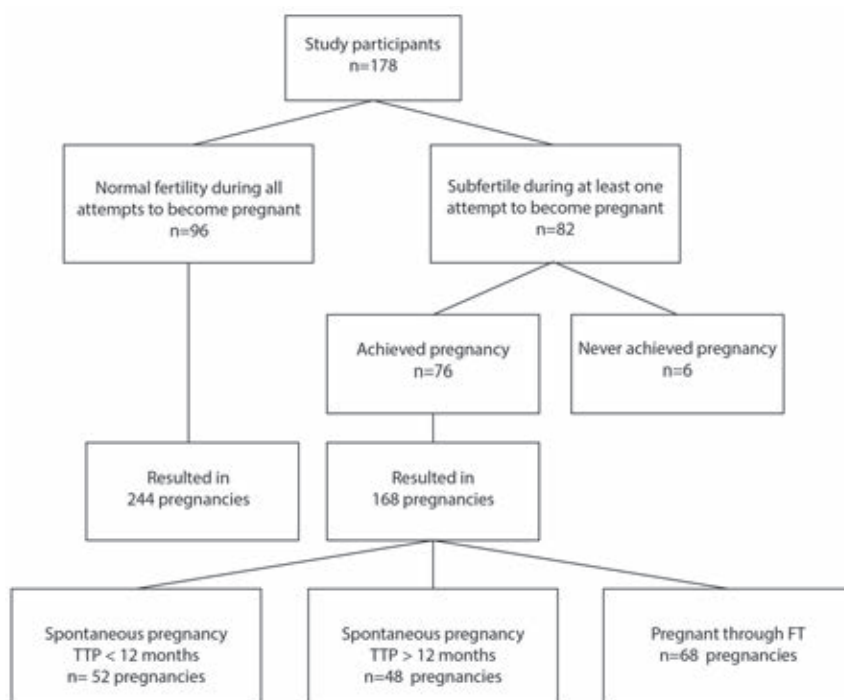 Study participants
n=178
Normal fertility during all
attempts to become pregnant
n=96
Subfertile during at least one
attempt to become pregnant
n=82
Achieved pregnancy
n=76
Never achieved pregnancy
n=6
Resulted in
244 pregnancies
Resulted in
168 pregnancies
Spontaneous pregnancy
TTP < 12 months
n= 52 pregnancies
Spontaneous pregnancy
TTP > 12 months
n=48 pregnancies
Pregnant through FT
n=68 pregnancies